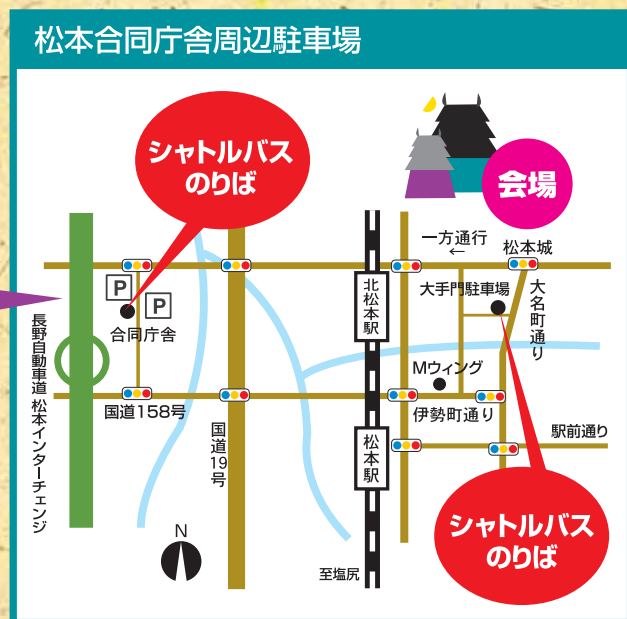 松本合同庁舎周辺駐車場
シャトルバス
のりば
会場
一方通行
←
松本城
P
P
合同庁舎
北松本駅
大手門駐車場
大名町通り
長野自動車道 松本インターチェンジ
Mウィング
国道158号
伊勢町通り
国道19号
松本駅
駅前通り
シャトルバス
のりば
N
至塩尻